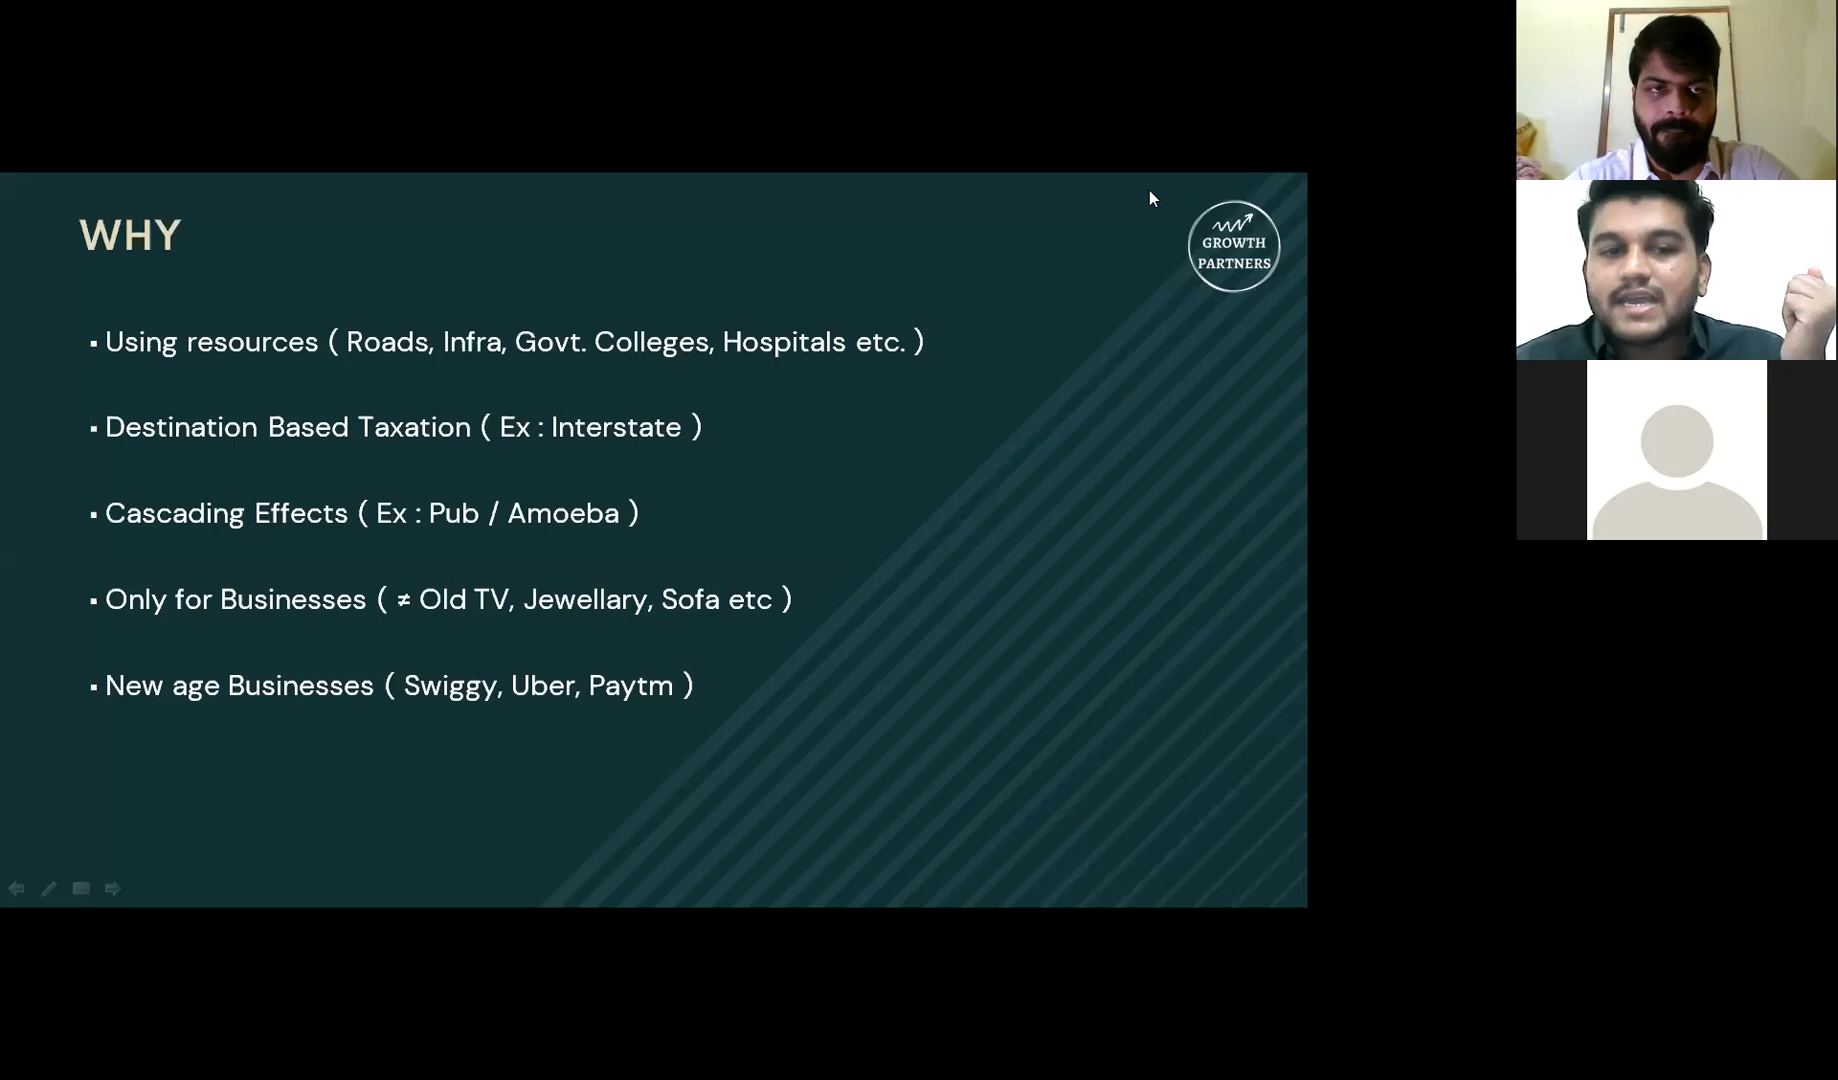 WHY
GROWTH
PARTNERS
▪ Using resources ( Roads, Infra, Govt. Colleges, Hospitals etc. )
▪ Destination Based Taxation ( Ex : Interstate )
▪ Cascading Effects ( Ex : Pub / Amoeba )
▪ Only for Businesses ( ≠ Old TV, Jewellary, Sofa etc )
▪ New age Businesses ( Swiggy, Uber, Paytm )